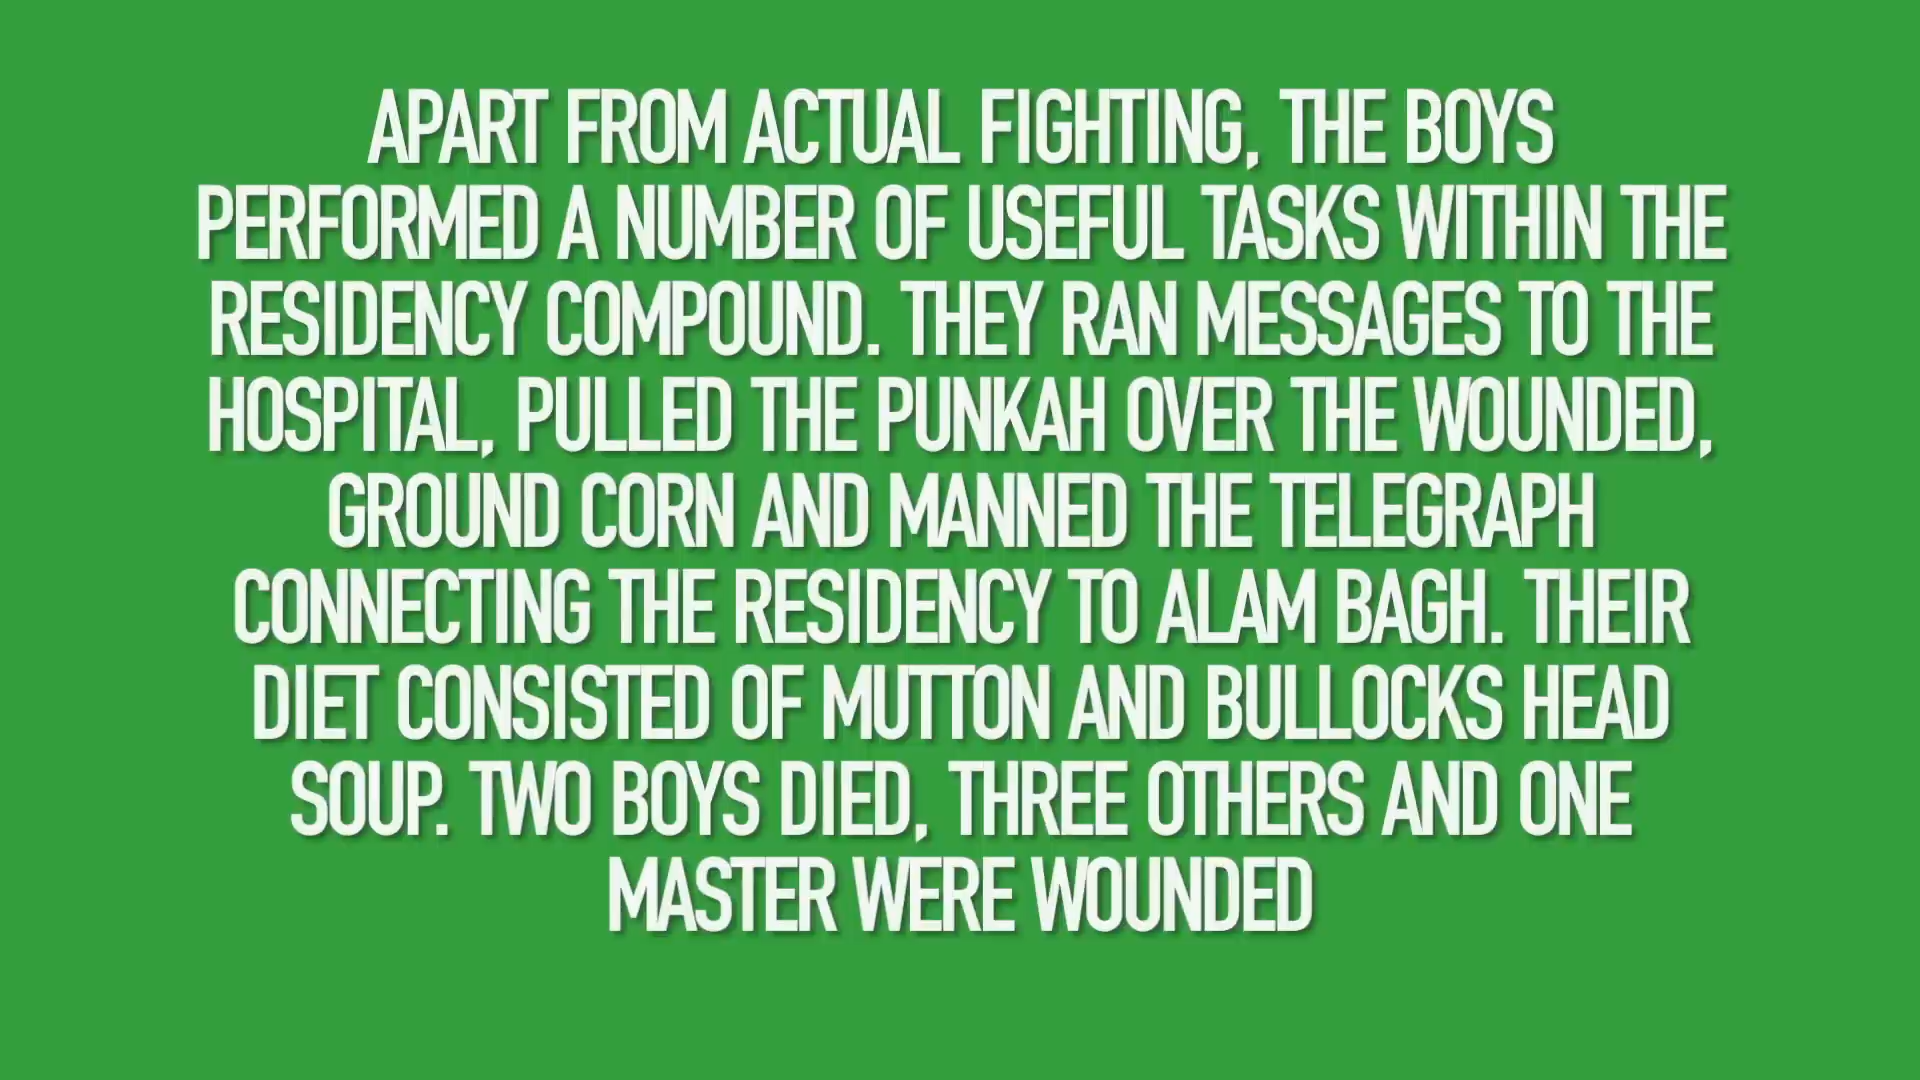 APART FROM ACTUAL FIGHTING, THE BOYS
PERFORMED A NUMBER OF USEFUL TASKS WITHIN THE
RESIDENCY COMPOUND. THEY RAN MESSAGES TO THE
HOSPITAL, PULLED THE PUNKAH OVER THE WOUNDED,
GROUND CORN AND MANNED THE TELEGRAPH
CONNECTING THE RESIDENCY TO ALAM BAGH. THEIR
DIET CONSISTED OF MUTTON AND BULLOCKS HEAD
SOUP. TWO BOYS DIED, THREE OTHERS AND ONE
MASTER WERE WOUNDED